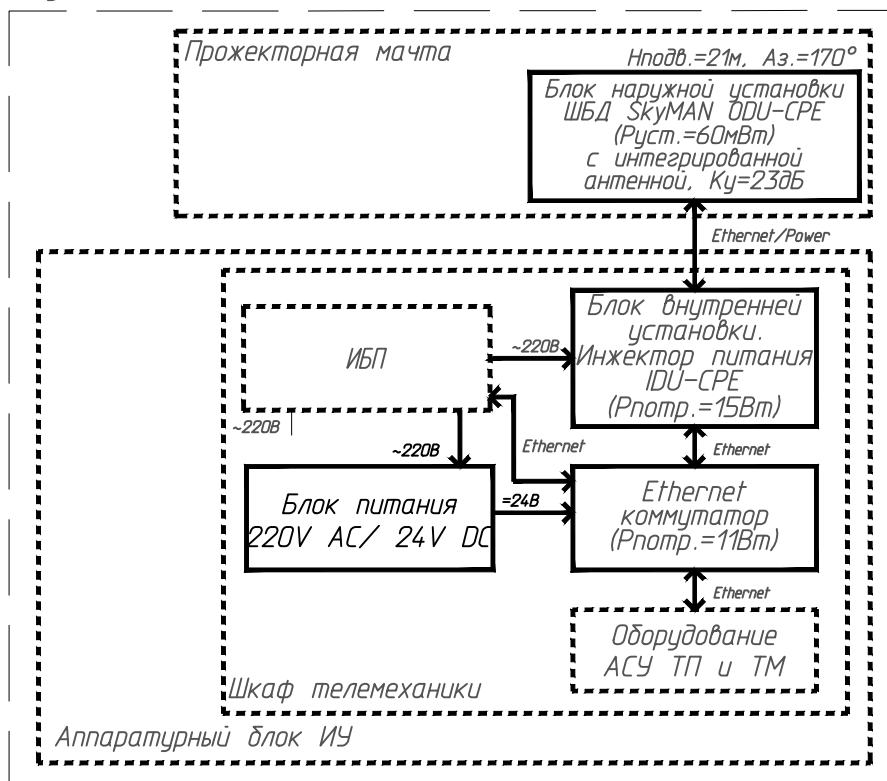 Прожекторная мачта
Нподв.=21м, Аз.=170°
Блок наружной установки
ШБД SkyMAN ODU-CPE
(Руст.=60мВт)
с интегрированной
антенной, Ку=23дБ
Ethernet/Power
Блок внутренней
установки.
Инжектор питания
IDU-CPE
(Рпотр.=15Вт)
ИБП
~220В
~220В
~220В
Ethernet
Ethernet
Блок питания
220V AC/ 24V DC
=24В
Ethernet
коммутатор
(Рпотр.=11Вт)
Ethernet
Оборудование
АСУ ТП и ТМ
Шкаф телемеханики
Аппаратурный блок ИУ